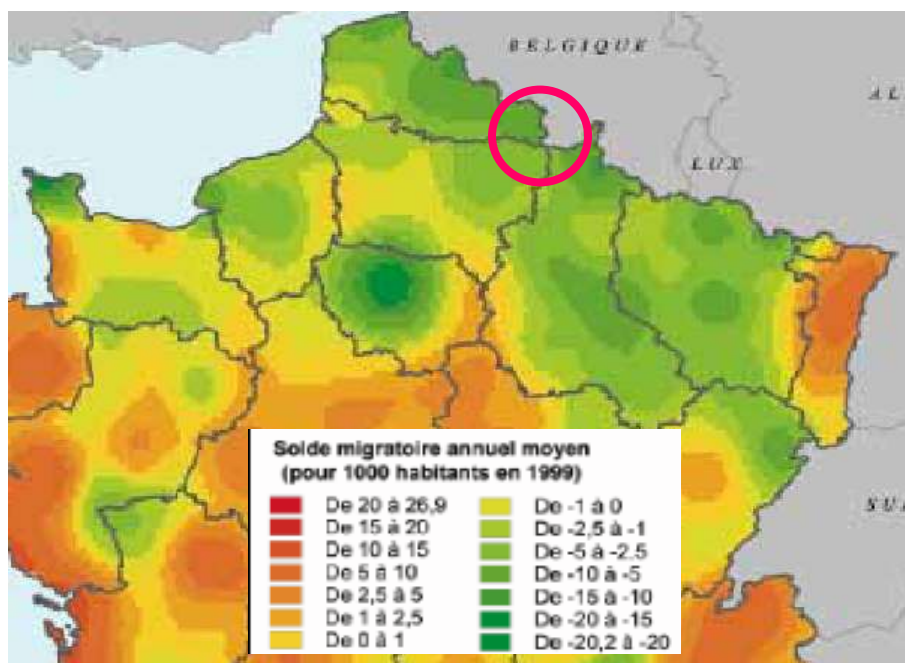 BELGIQUE
AL
LUX
SU
Solde migratoire annuel moyen
(pour 1000 habitants en 1999)
De 20 à 26,9
De 15 à 20
De 10 à 15
De 5 à 10
De 2,5 à 5
De 1 à 2,5
De 0 à 1
De -1 à 0
De -2,5 à -1
De -5 à -2.5
De -10 à -5
De -15 à -10
De -20 à -15
De -20,2 à -20